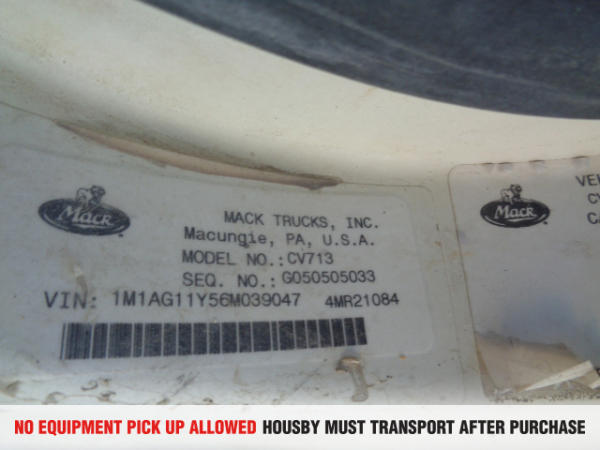 Mack
MACK TRUCKS, INC.
Macungie, PA, U.S.A.
MODEL NO.: CV713
SEQ. NO.: G050505033
VIN: 1M1AG11Y56M039047 4MR21084
Mack
NO EQUIPMENT PICK UP ALLOWED HOUSBY MUST TRANSPORT AFTER PURCHASE